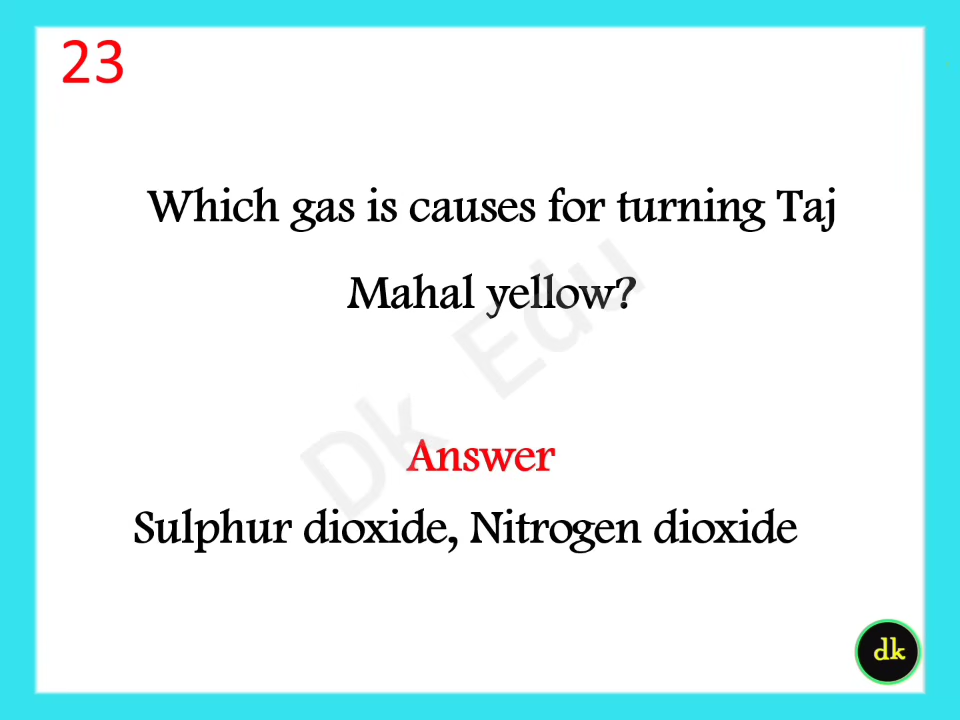 23
Which gas is causes for turning Taj
Mahal yellow?
Dk Edu
Answer
Sulphur dioxide, Nitrogen dioxide
dk